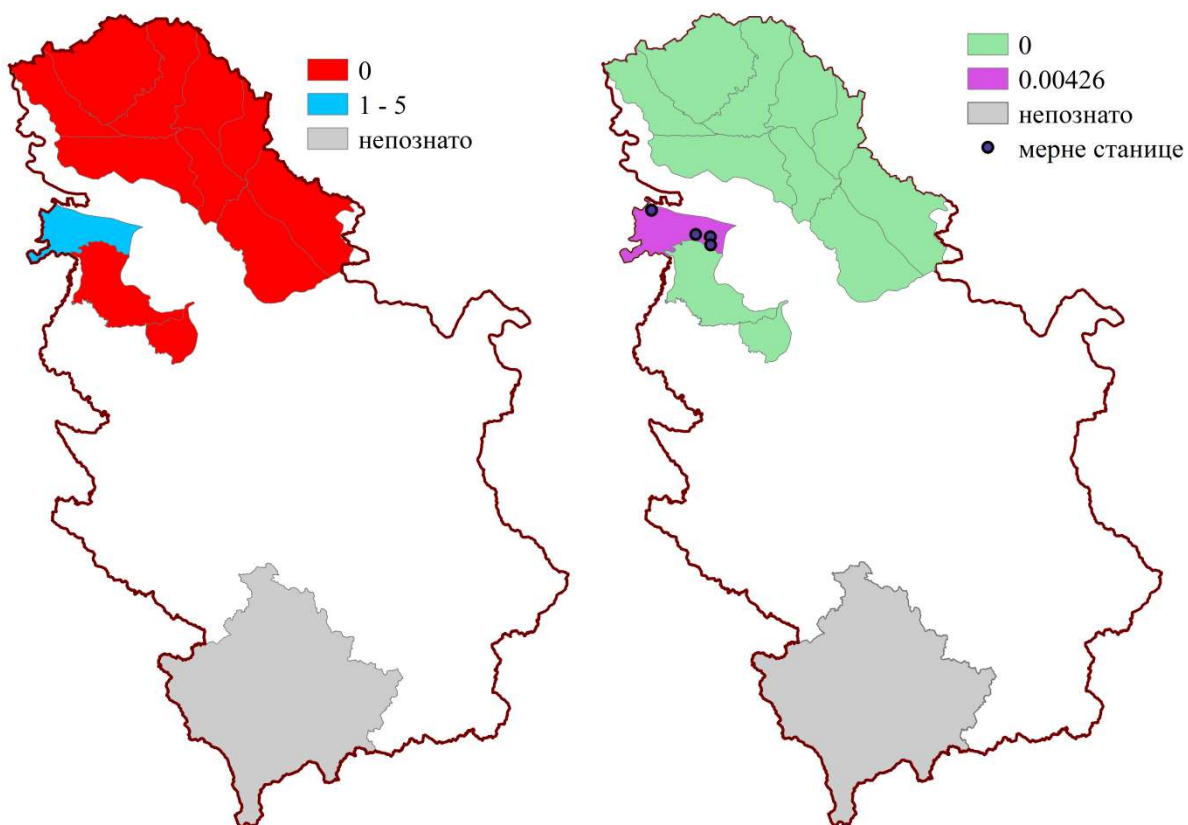 0
1 - 5
непознато
0
0.00426
непознато
мерне станице